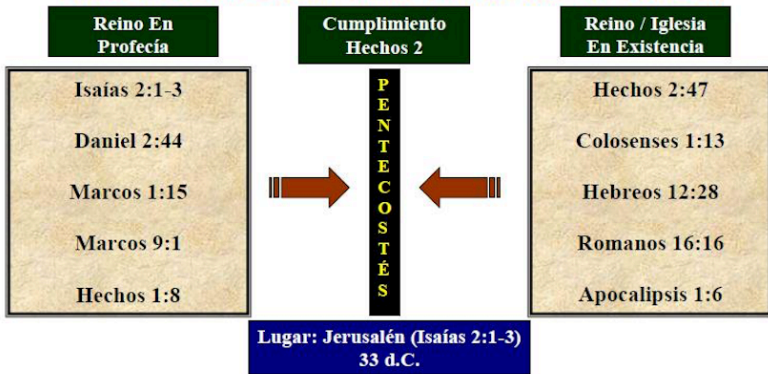 Reino En
Profecía
Isaías 2:1-3
Daniel 2:44
Marcos 1:15
Marcos 9:1
Hechos 1:8
Cumplimiento
Hechos 2
PENTECOSTÉS
Reino / Iglesia
En Existencia
Hechos 2:47
Colosenses 1:13
Hebreos 12:28
Romanos 16:16
Apocalipsis 1:6
Lugar: Jerusalén (Isaías 2:1-3)
33 d.C.